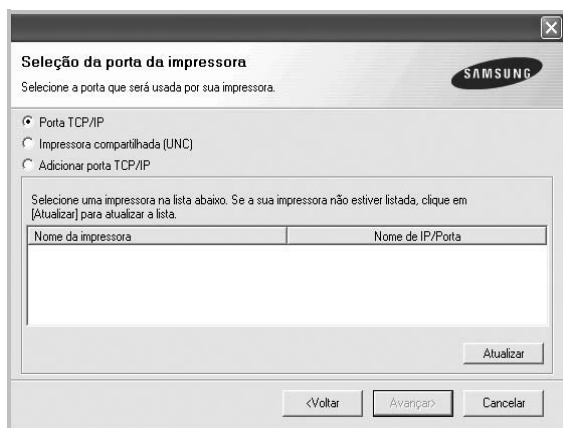 Seleção da porta da impressora
Selecione a porta que será usada por sua impressora.
SAMSUNG
Porta TCP/IP
Impressora compartilhada (UNC)
Adicionar porta TCP/IP
Selecione uma impressora na lista abaixo. Se a sua impressora não estiver listada, clique em
[Atualizar] para atualizar a lista.
Nome da impressora Nome de IP/Porta
Atualizar
<Voltar Avançar> Cancelar